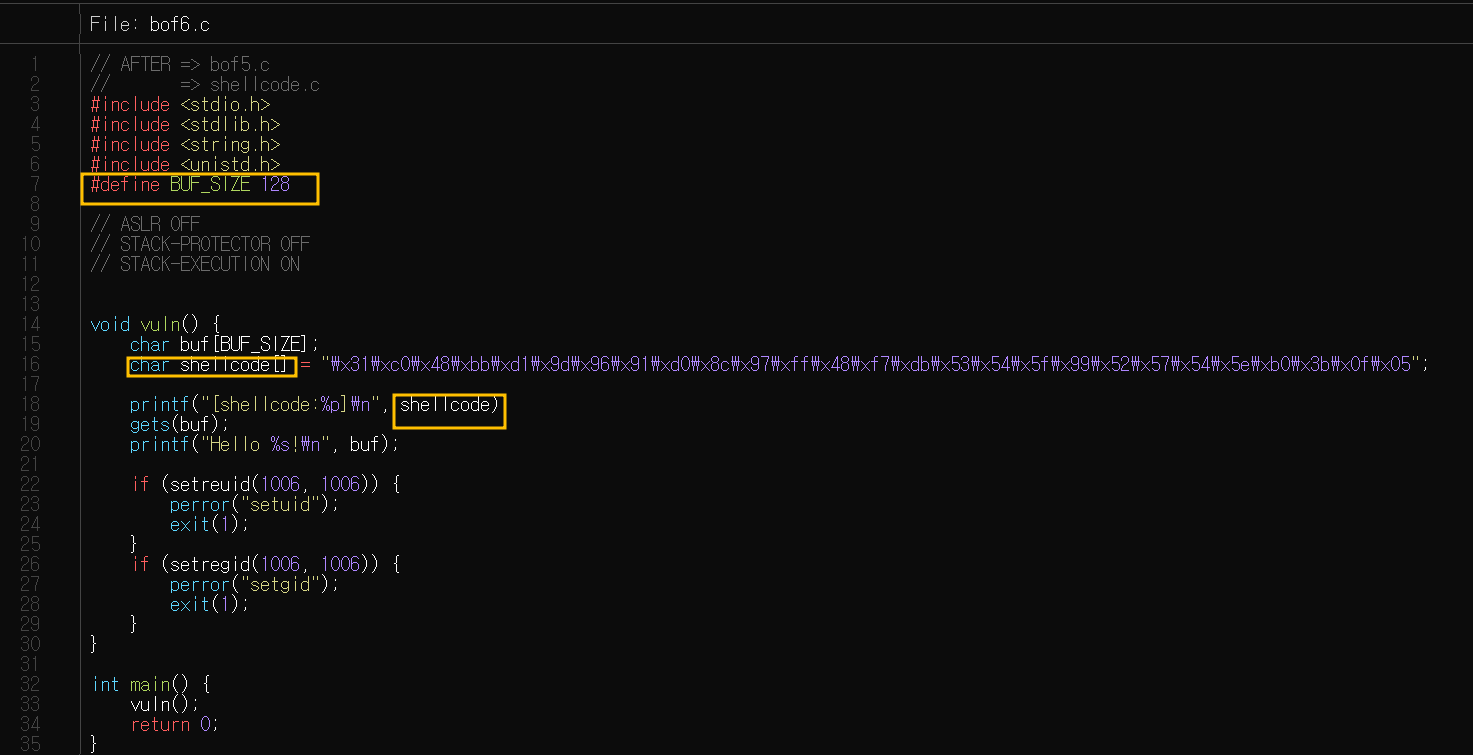 File: bof6.c
1 // AFTER => bof5.c
2 //       => shellcode.c
3 #include <stdio.h>
4 #include <stdlib.h>
5 #include <string.h>
6 #include <unistd.h>
7 #define BUF_SIZE 128
8
9 // ASLR OFF
10 // STACK-PROTECTOR OFF
11 // STACK-EXECUTION ON
12
13
14 void vuln() {
15     char buf[BUF_SIZE];
16     char shellcode[] = "₩x31₩xc0₩x48₩xbb₩xd1₩x9d₩x96₩x91₩xd0₩x8c₩x97₩xff₩x48₩xf7₩xdb₩x53₩x54₩x5f₩x99₩x52₩x57₩x54₩x5e₩xb0₩x3b₩x0f₩x05";
17
18     printf("[shellcode:%p]₩n", shellcode)
19     gets(buf);
20     printf("Hello %s!₩n", buf);
21
22     if (setreuid(1006, 1006)) {
23         perror("setuid");
24         exit(1);
25     }
26     if (setregid(1006, 1006)) {
27         perror("setgid");
28         exit(1);
29     }
30 }
31
32 int main() {
33     vuln();
34     return 0;
35 }